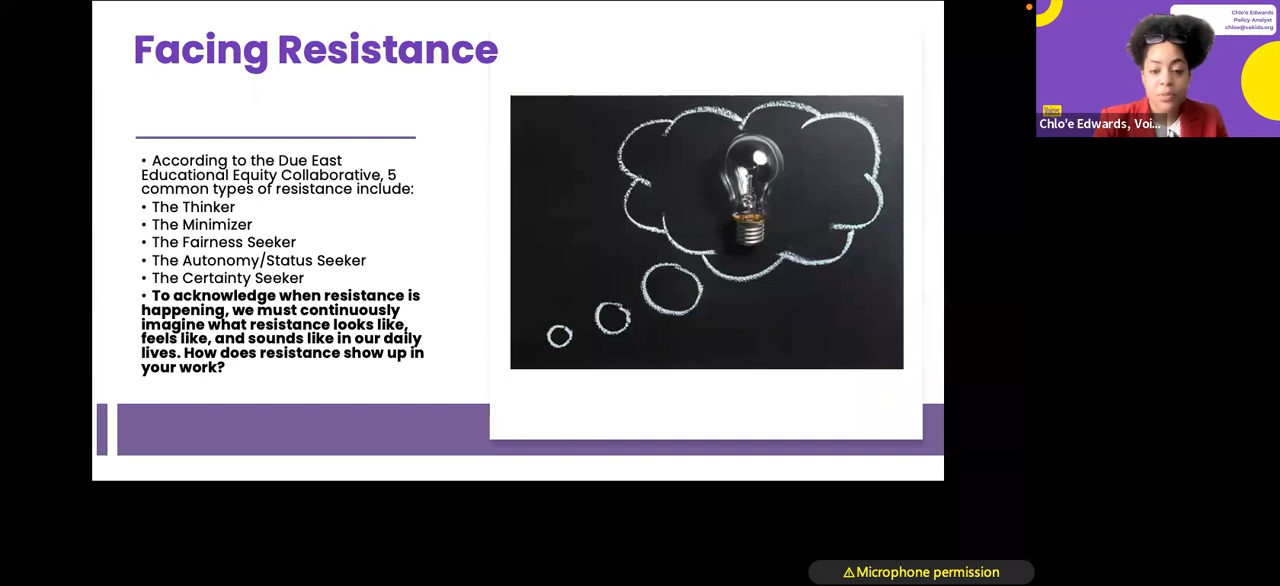 Facing Resistance
• According to the Due East
Educational Equity Collaborative, 5
common types of resistance include:
• The Thinker
• The Minimizer
• The Fairness Seeker
• The Autonomy/Status Seeker
• The Certainty Seeker
• To acknowledge when resistance is
happening, we must continuously
imagine what resistance looks like,
feels like, and sounds like in our daily
lives. How does resistance show up in
your work?
Chlo'e Edwards
Policy Analyst
chloe@vakids.org
Chlo'e Edwards, Voi...
⚠Microphone permission